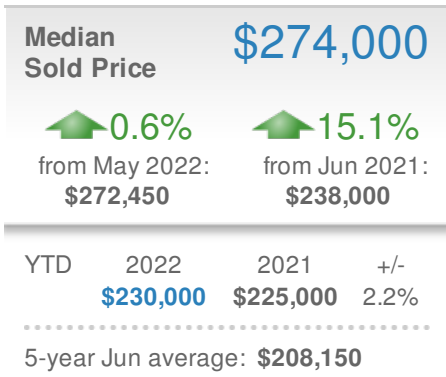 Median $274,000
Sold Price
0.6% 15.1%
from May 2022: from Jun 2021:
$272,450 $238,000
YTD 2022 2021 +/-
$230,000 $225,000 2.2%
5-year Jun average: $208,150